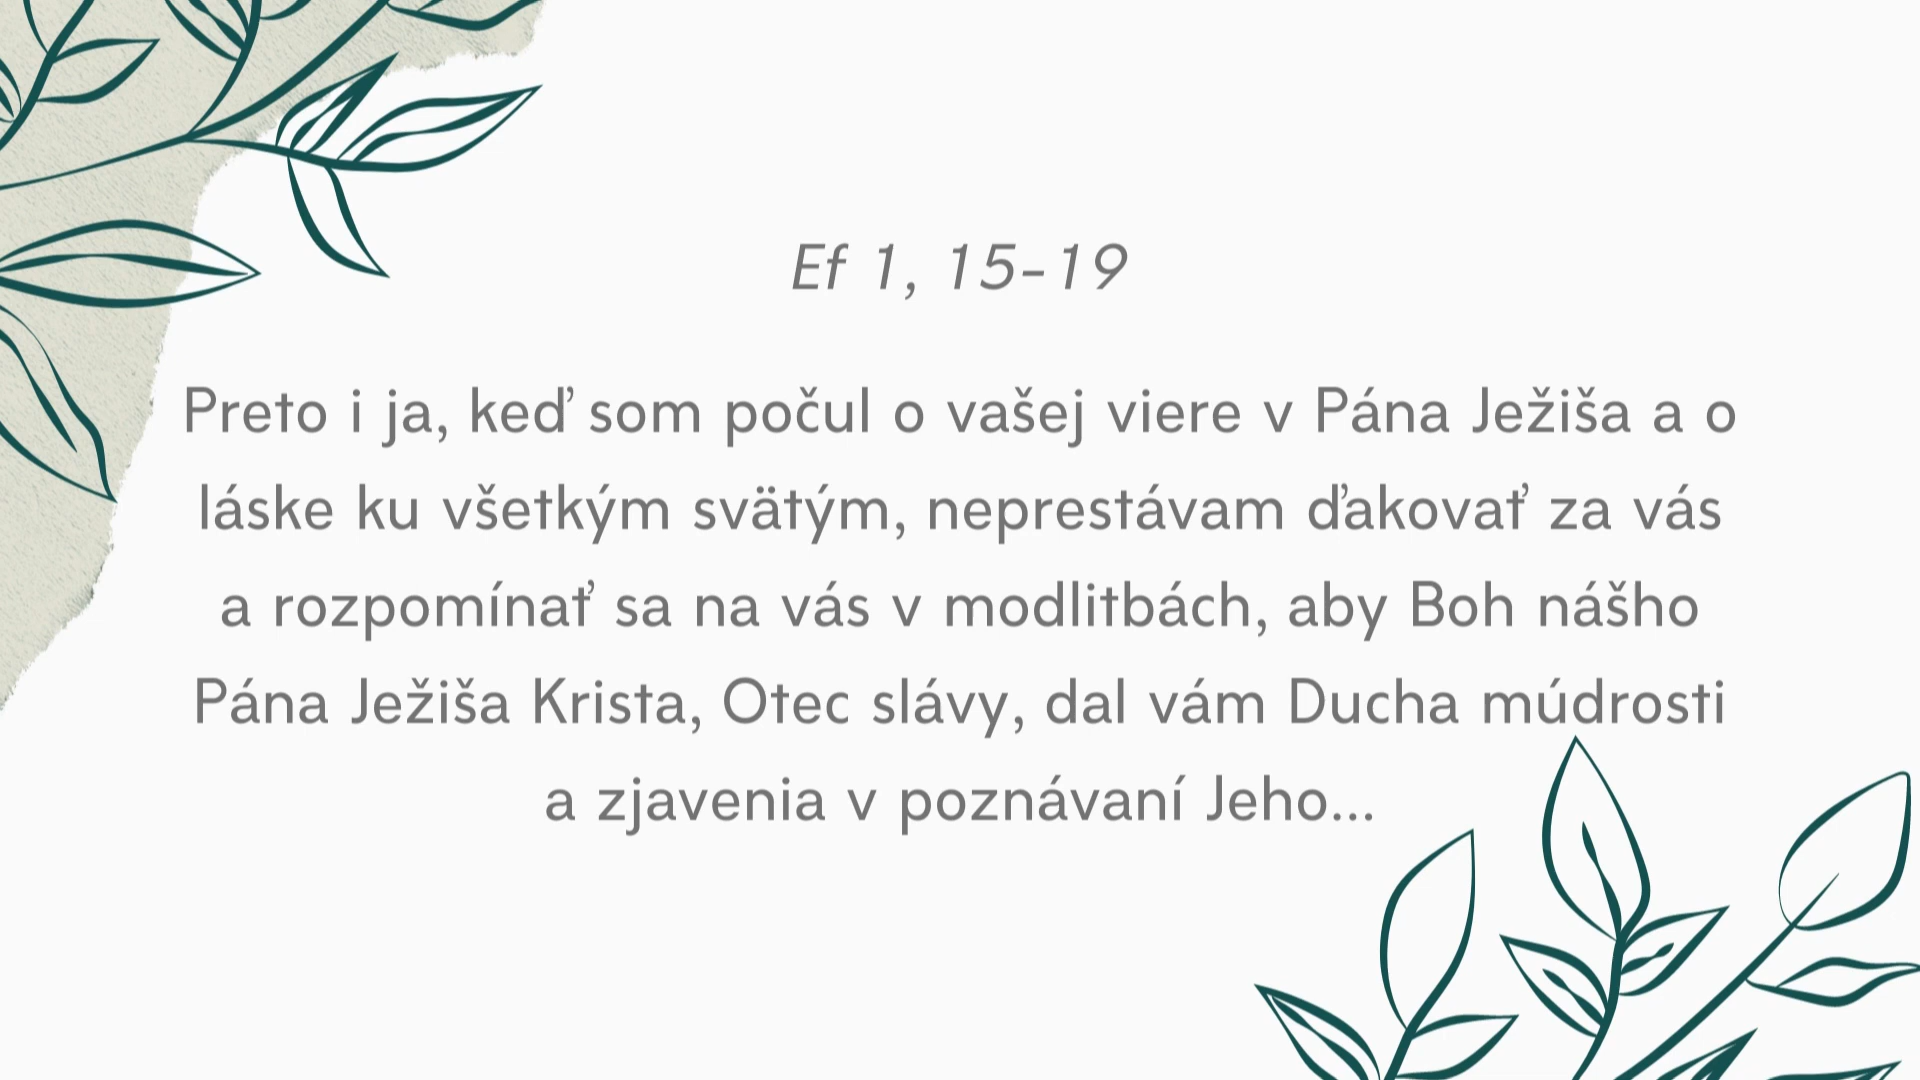 Ef 1, 15-19
Preto i ja, keď som počul o vašej viere v Pána Ježiša a o
láske ku všetkým svätým, neprestávam ďakovať za vás
a rozpomínať sa na vás v modlitbách, aby Boh nášho
Pána Ježiša Krista, Otec slávy, dal vám Ducha múdrosti
a zjavenia v poznávaní Jeho...